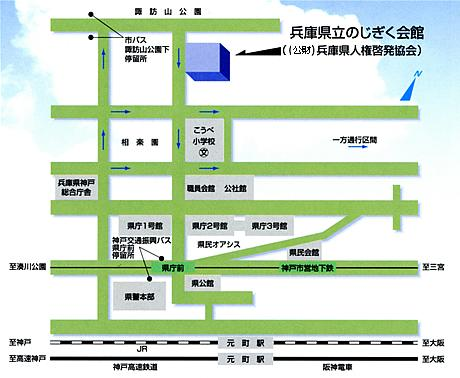 諏訪山公園
兵庫県立のじぎく会館
((公財)兵庫県人権啓発協会)
市バス
諏訪山公園下
停留所
N
相楽園
こうべ
小学校
文
一方通行区間
兵庫県神戸
総合庁舎
職員会館 公社館
県庁1号館
県庁2号館
県庁3号館
神戸交通振興バス
県庁前
停留所
県民オアシス
県民会館
至湊川公園
県庁前
神戸市営地下鉄
至三宮
県警本部
県公館
至神戸
JR
元町駅
至大阪
至高速神戸
神戸高速鉄道
元町駅
阪神電車
至大阪